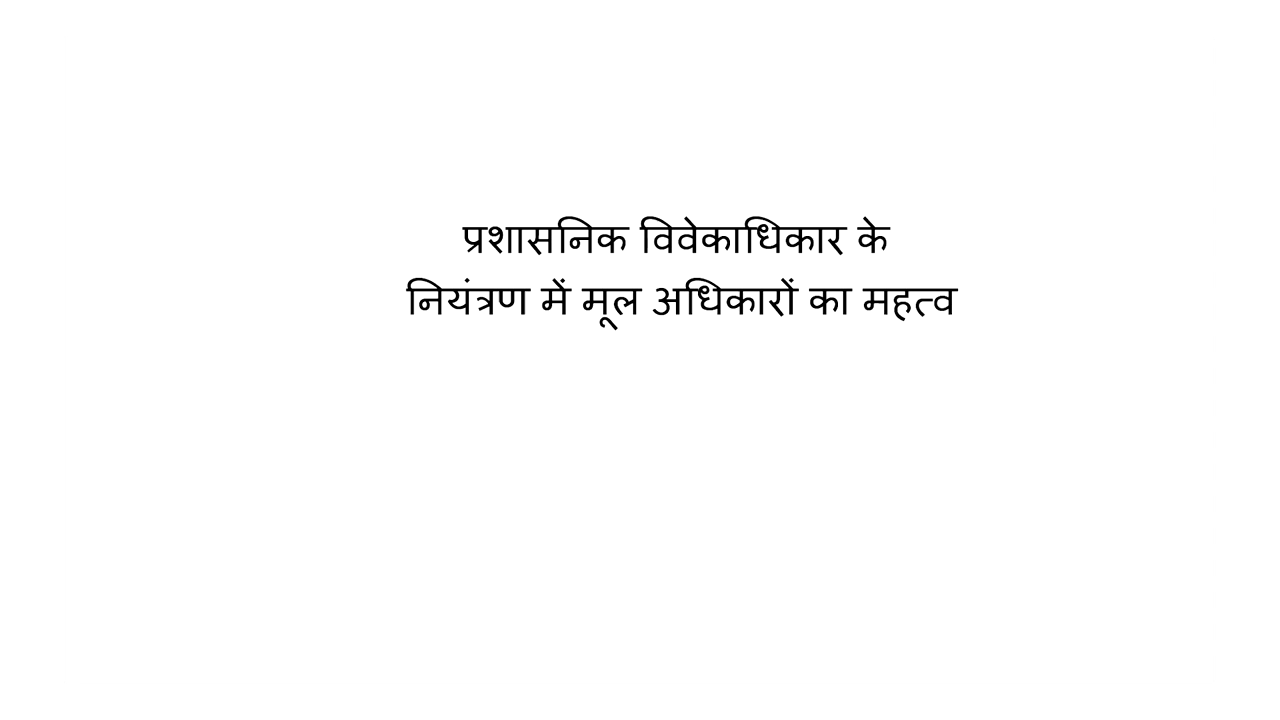 प्रशासनिक विवेकाधिकार के
नियंत्रण में मूल अधिकारों का महत्व